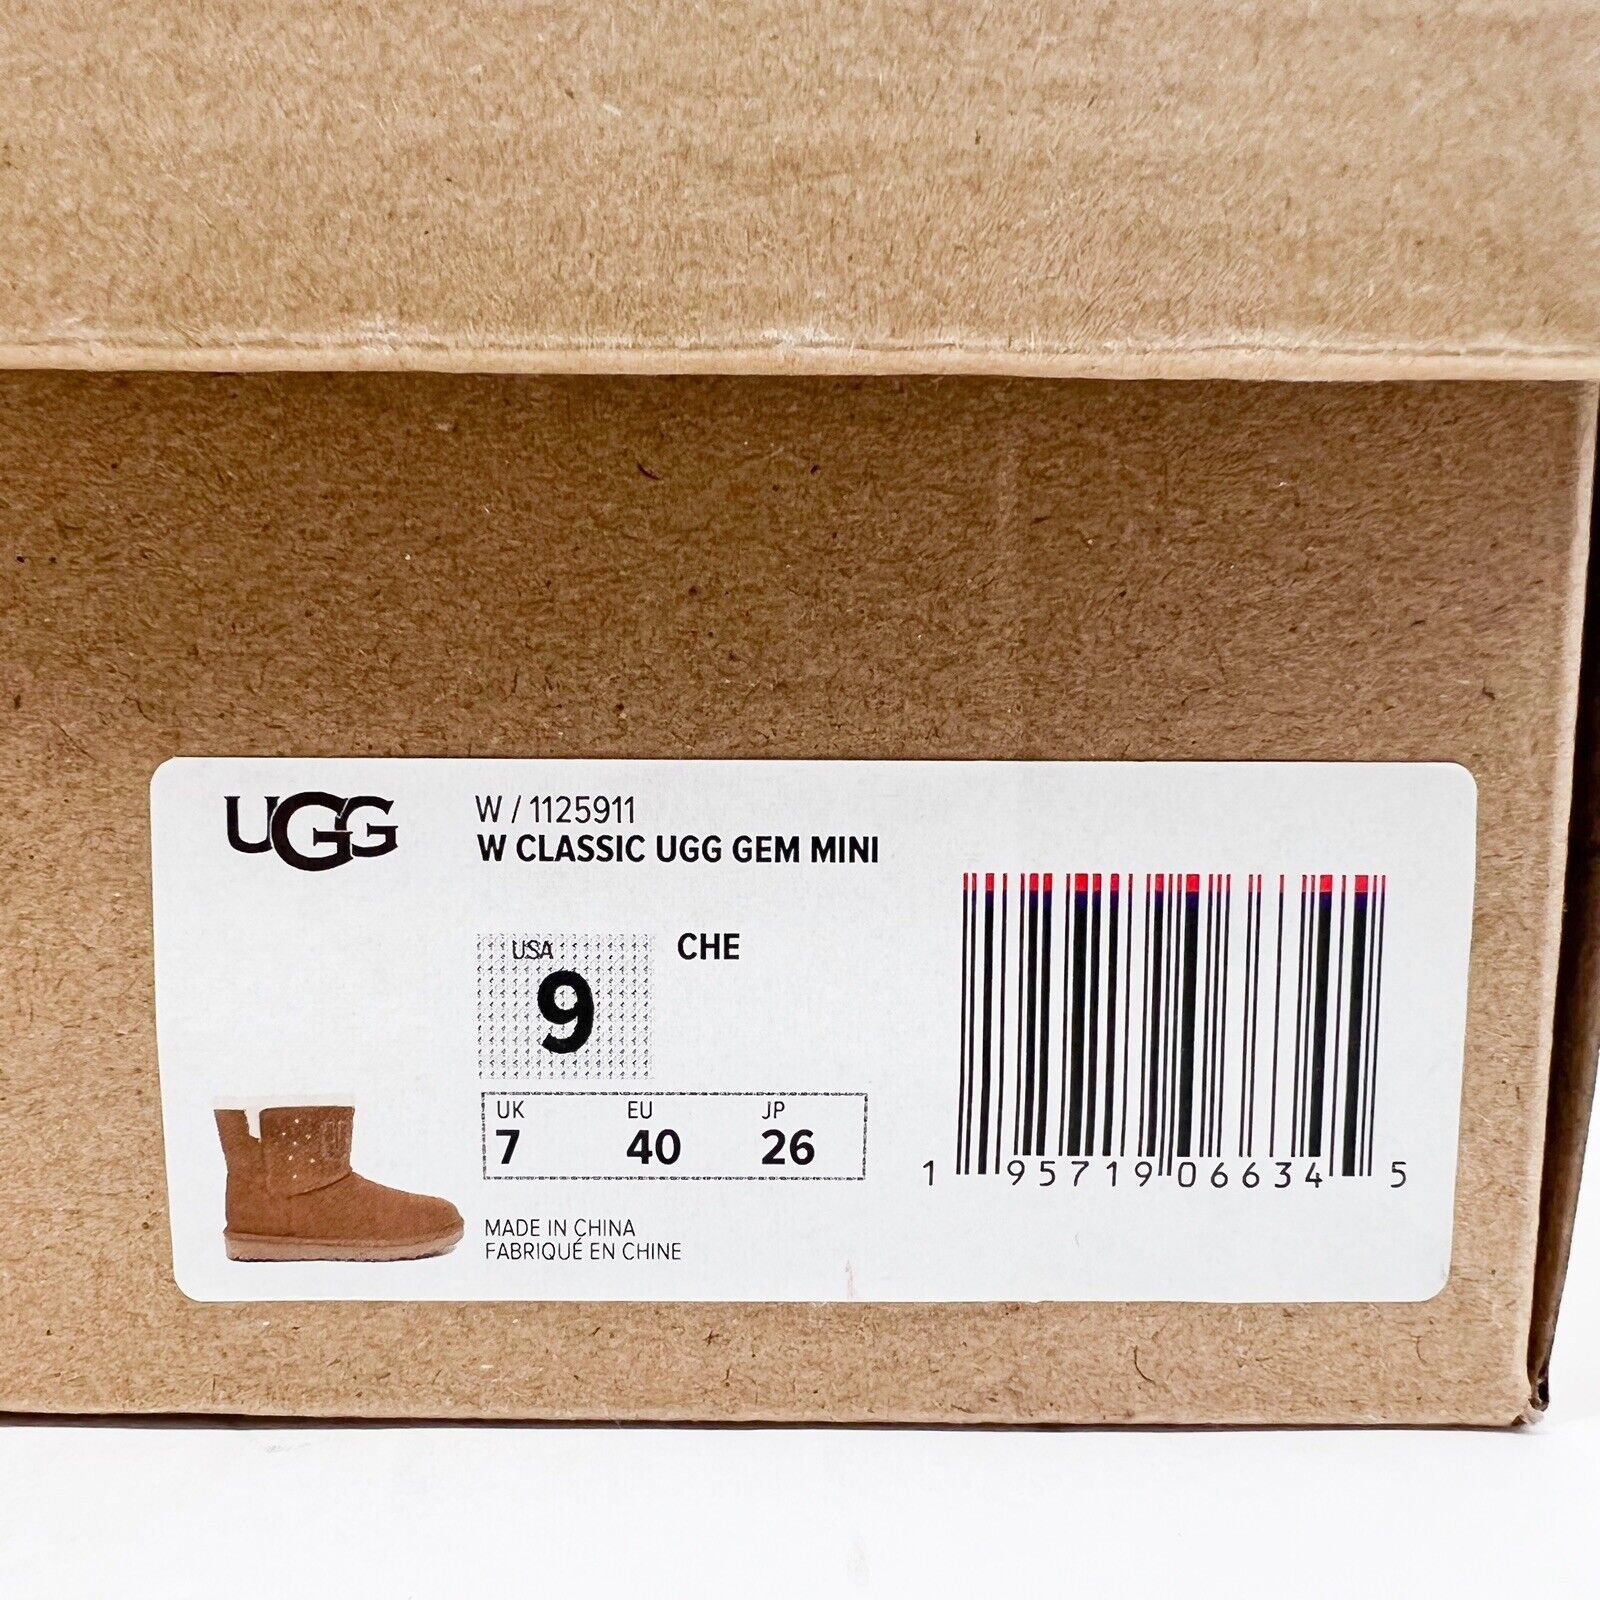 UGG
W / 1125911
W CLASSIC UGG GEM MINI
USA
9
CHE
UK EU JP
7 40 26
MADE IN CHINA
FABRIQUÉ EN CHINE
1 95719 06634 5